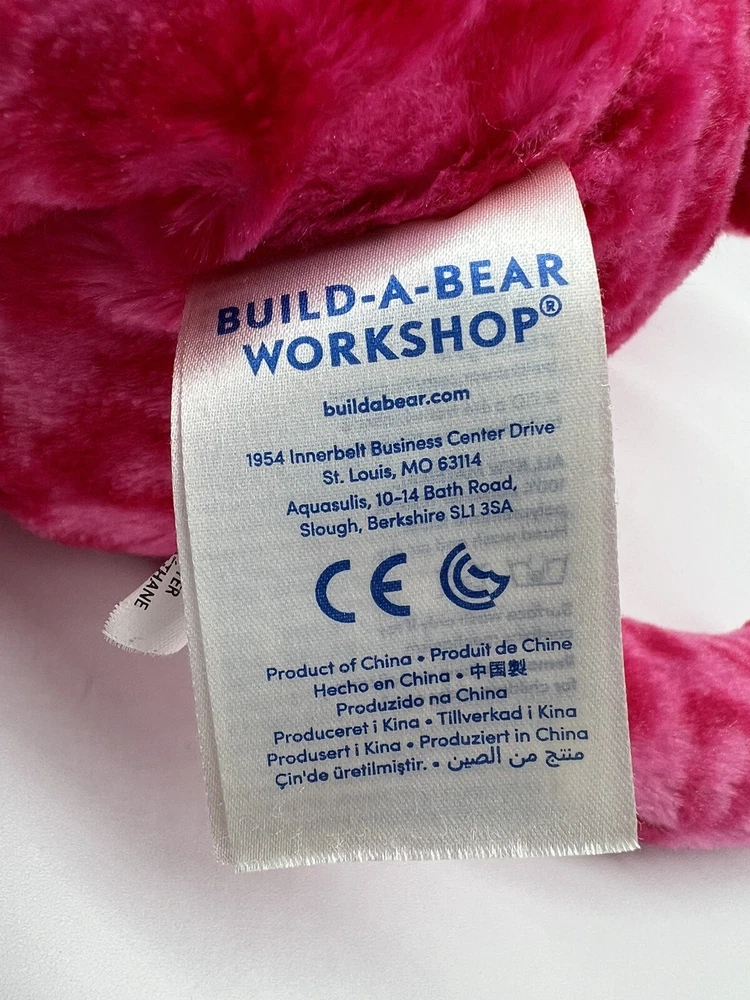 BUILD-A-BEAR
WORKSHOP®
buildabear.com
1954 Innerbelt Business Center Drive
St. Louis, MO 63114
Aquasulis, 10-14 Bath Road,
Slough, Berkshire SL1 3SA
CE
Product of China • Produit de Chine
Hecho en China • 中国製
Produzido na China
Produceret i Kina • Tillverkad i Kina
Produsert i Kina • Produziert in China
Çin'de üretilmiştir. • منتج من الصين